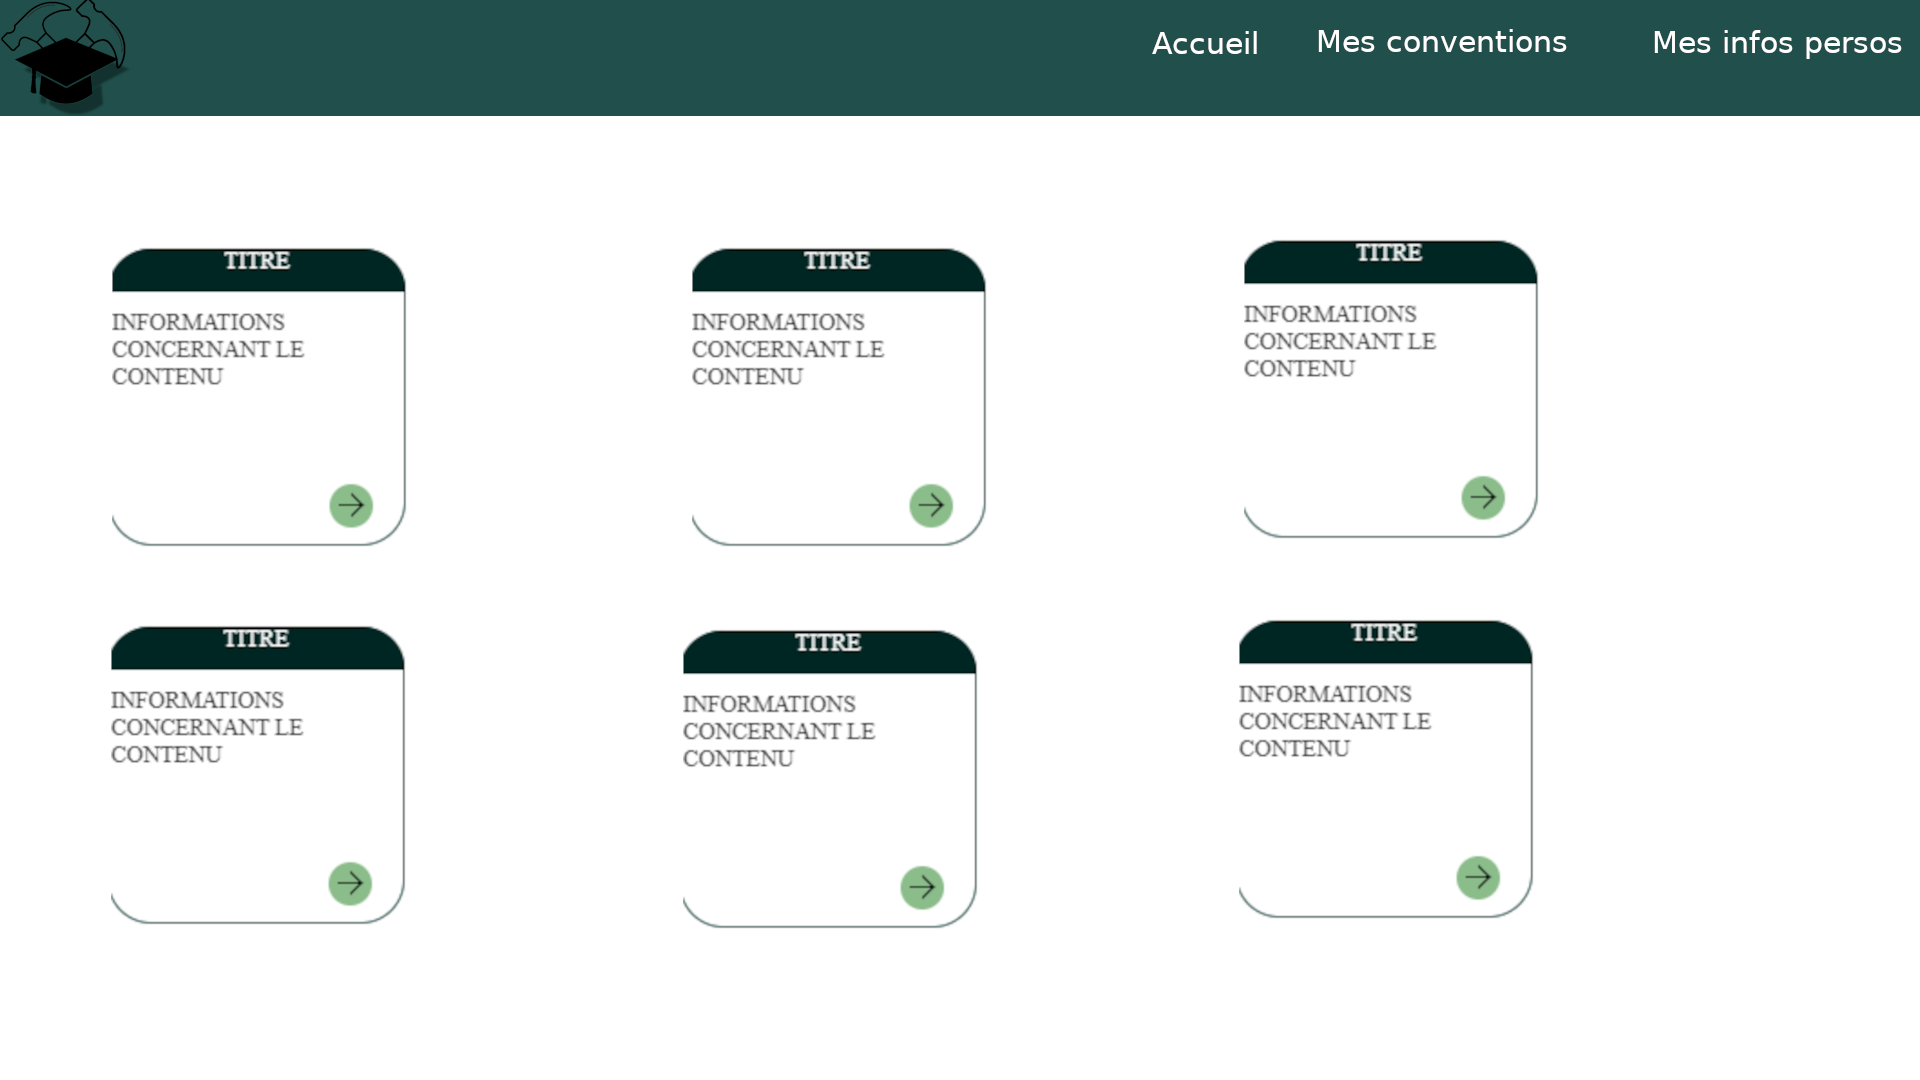 Accueil
Mes conventions
Mes infos persos
TITRE
INFORMATIONS
CONCERNANT LE
CONTENU
TITRE
INFORMATIONS
CONCERNANT LE
CONTENU
TITRE
INFORMATIONS
CONCERNANT LE
CONTENU
TITRE
INFORMATIONS
CONCERNANT LE
CONTENU
TITRE
INFORMATIONS
CONCERNANT LE
CONTENU
TITRE
INFORMATIONS
CONCERNANT LE
CONTENU